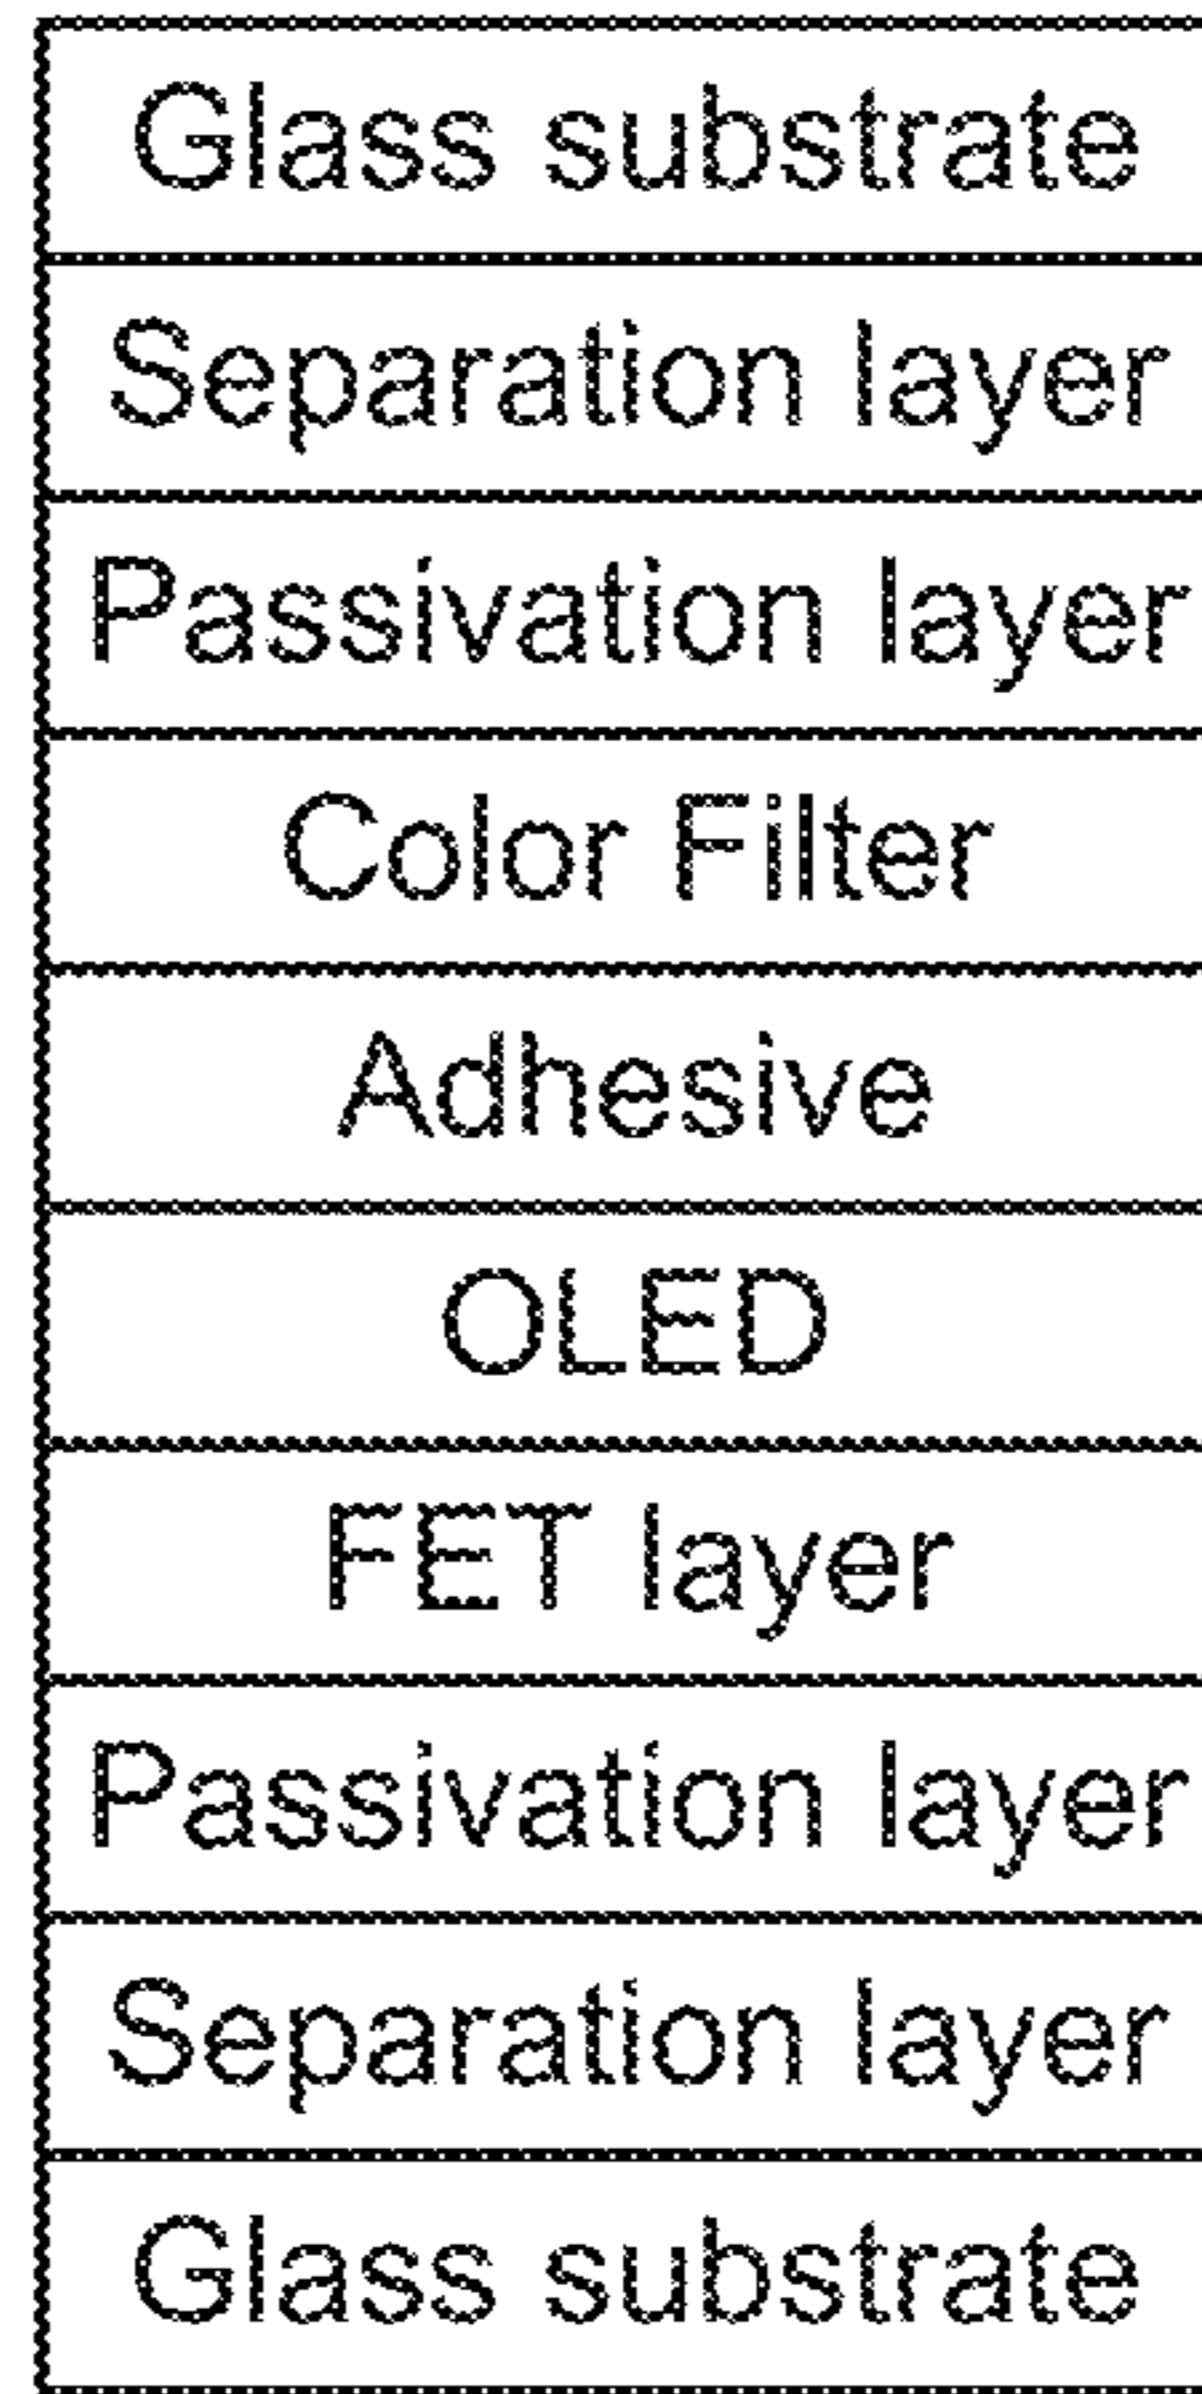 Glass substrate
Separation layer
Passivation layer
Color Filter
Adhesive
OLED
FET layer
Passivation layer
Separation layer
Glass substrate